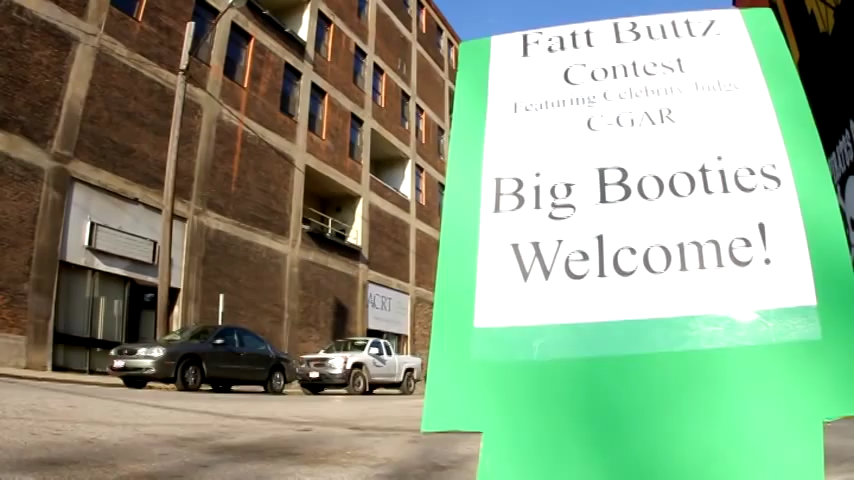 Fatt Buttz
Contest
Featuring Celebrity Judge
C-GAR
Big Booties
Welcome!
ACRT